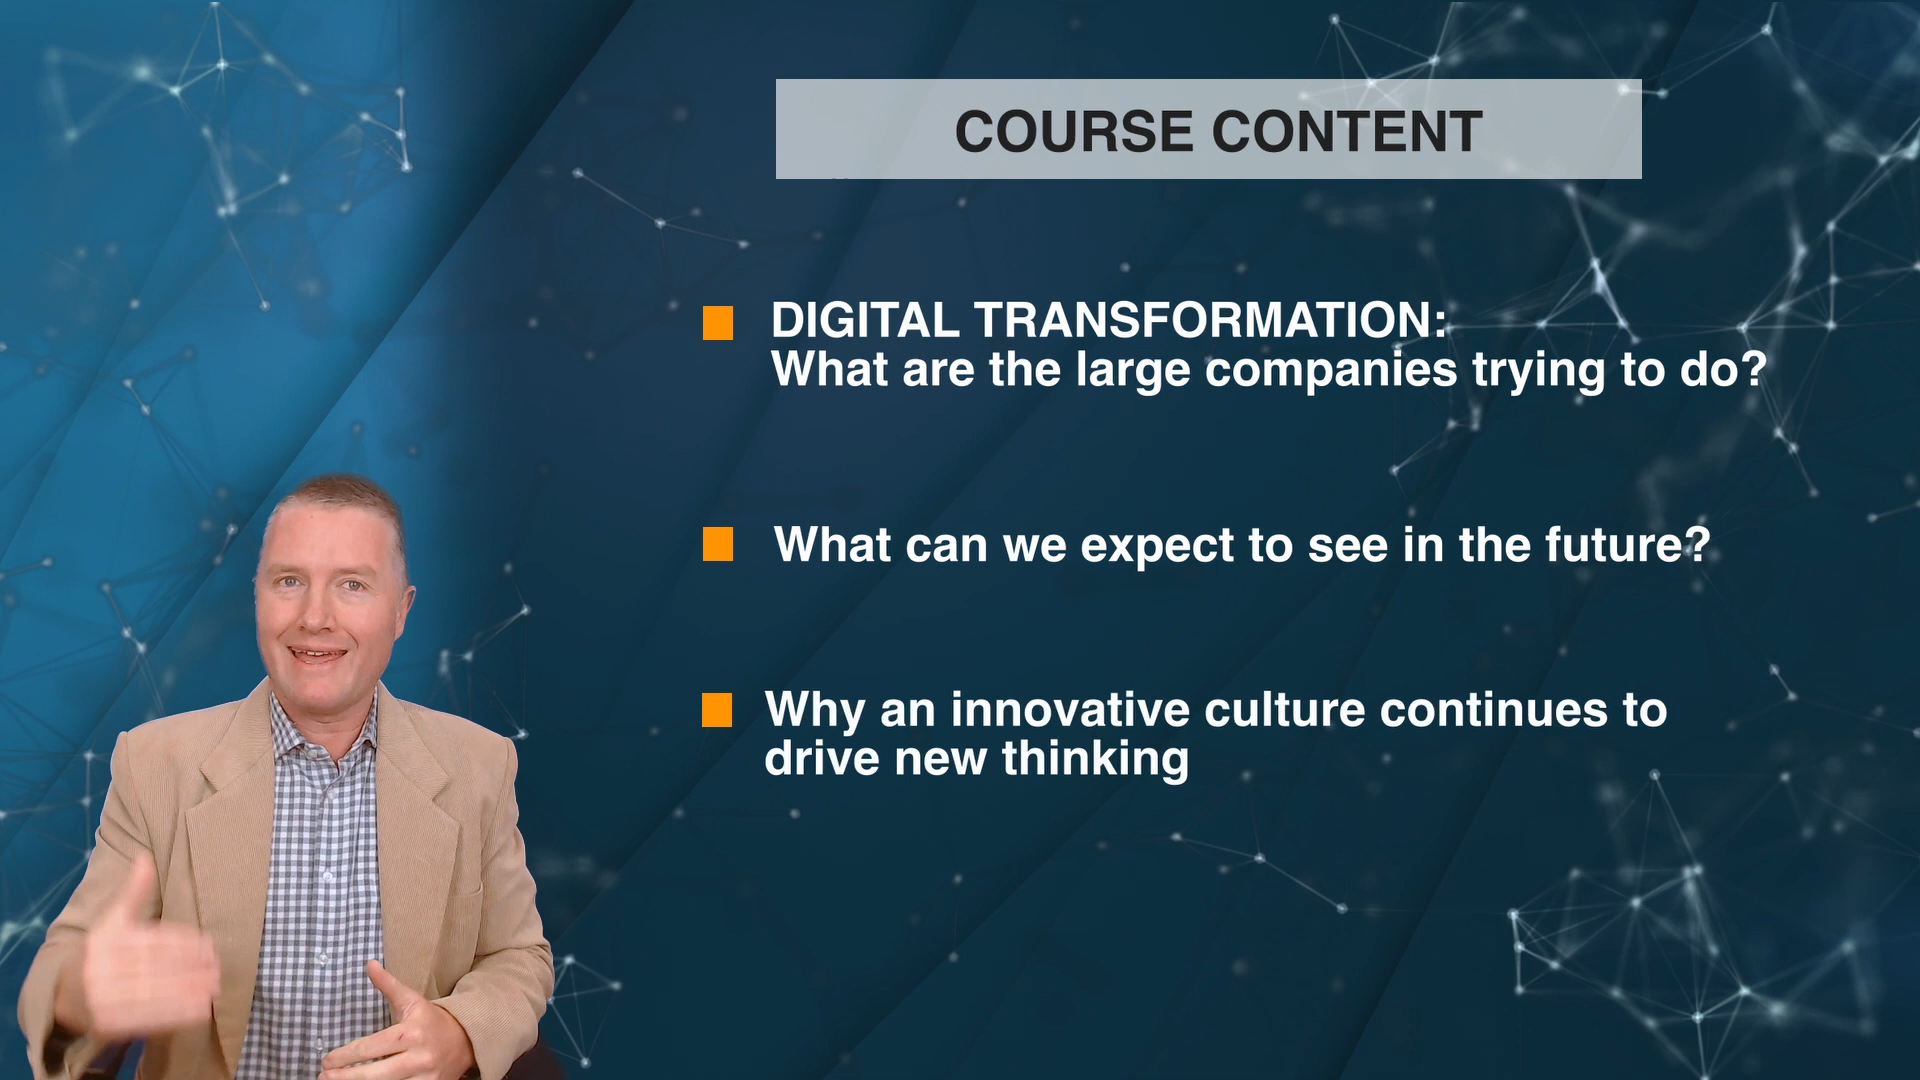 COURSE CONTENT
DIGITAL TRANSFORMATION:
What are the large companies trying to do?
What can we expect to see in the future?
Why an innovative culture continues to
drive new thinking